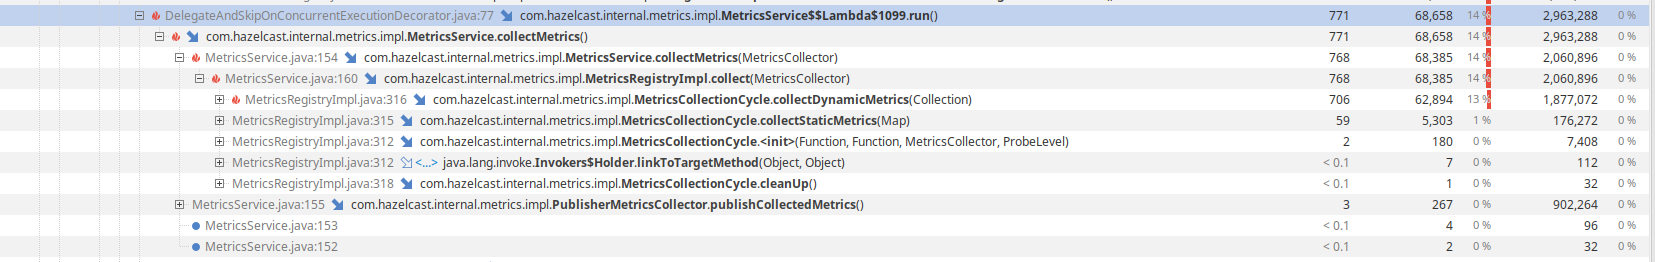 DelegateAndSkipOnConcurrentExecutionDecorator.java:77 com.hazelcast.internal.metrics.impl.MetricsService$$Lambda$1099.run() 771 68,658 14 % 2,963,288 0 %
com.hazelcast.internal.metrics.impl.MetricsService.collectMetrics() 771 68,658 14 % 2,963,288 0 %
MetricsService.java:154 com.hazelcast.internal.metrics.impl.MetricsService.collectMetrics(MetricsCollector) 768 68,385 14 % 2,060,896 0 %
MetricsService.java:160 com.hazelcast.internal.metrics.impl.MetricsRegistryImpl.collect(MetricsCollector) 768 68,385 14 % 2,060,896 0 %
MetricsRegistryImpl.java:316 com.hazelcast.internal.metrics.impl.MetricsCollectionCycle.collectDynamicMetrics(Collection) 706 62,894 13 % 1,877,072 0 %
MetricsRegistryImpl.java:315 com.hazelcast.internal.metrics.impl.MetricsCollectionCycle.collectStaticMetrics(Map) 59 5,303 1 % 176,272 0 %
MetricsRegistryImpl.java:312 com.hazelcast.internal.metrics.impl.MetricsCollectionCycle.<init>(Function, Function, MetricsCollector, ProbeLevel) 2 180 0 % 7,408 0 %
MetricsRegistryImpl.java:312 <...> java.lang.invoke.Invokers$Holder.linkToTargetMethod(Object, Object) < 0.1 7 0 % 112 0 %
MetricsRegistryImpl.java:318 com.hazelcast.internal.metrics.impl.MetricsCollectionCycle.cleanUp() < 0.1 1 0 % 32 0 %
MetricsService.java:155 com.hazelcast.internal.metrics.impl.PublisherMetricsCollector.publishCollectedMetrics() 3 267 0 % 902,264 0 %
MetricsService.java:153 < 0.1 4 0 % 96 0 %
MetricsService.java:152 < 0.1 2 0 % 32 0 %